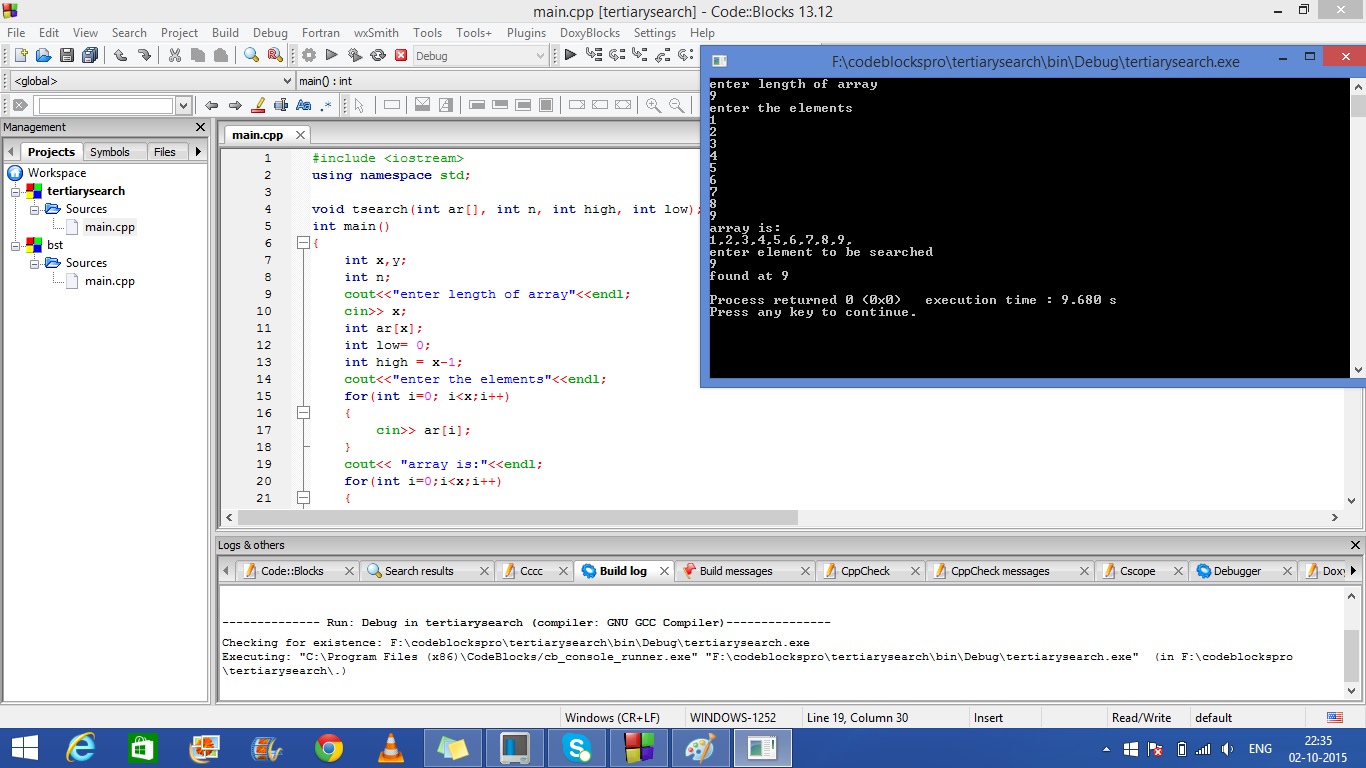 main.cpp [tertiarysearch] - Code::Blocks 13.12
File Edit View Search Project Build Debug Fortran wxSmith Tools Tools+ Plugins DoxyBlocks Settings Help
Debug
<global> main() : int
Management
Projects Symbols Files
Workspace
tertiarysearch
Sources
main.cpp
bst
Sources
main.cpp
main.cpp
1 #include <iostream>
2 using namespace std;
3
4 void tsearch(int ar[], int n, int high, int low);
5 int main()
6 {
7 int x,y;
8 int n;
9 cout<<"enter length of array"<<endl;
10 cin>> x;
11 int ar[x];
12 int low= 0;
13 int high = x-1;
14 cout<<"enter the elements"<<endl;
15 for(int i=0; i<x;i++)
16 {
17 cin>> ar[i];
18 }
19 cout<< "array is:"<<endl;
20 for(int i=0;i<x;i++)
21 {
F:\codeblockspro\tertiarysearch\bin\Debug\tertiarysearch.exe
enter length of array
9
enter the elements
1
2
3
4
5
6
7
8
9
array is:
1,2,3,4,5,6,7,8,9,
enter element to be searched
9
found at 9
Process returned 0 (0x0) execution time : 9.680 s
Press any key to continue.
Logs & others
Code::Blocks Search results Cccc Build log Build messages CppCheck CppCheck messages Cscope Debugger Doxy
-------------- Run: Debug in tertiarysearch (compiler: GNU GCC Compiler)---------------
Checking for existence: F:\codeblockspro\tertiarysearch\bin\Debug\tertiarysearch.exe
Executing: "C:\Program Files (x86)\CodeBlocks/cb_console_runner.exe" "F:\codeblockspro\tertiarysearch\bin\Debug\tertiarysearch.exe" (in F:\codeblockspro
\tertiarysearch\.)
Windows (CR+LF) WINDOWS-1252 Line 19, Column 30 Insert Read/Write default
ENG
22:35
02-10-2015